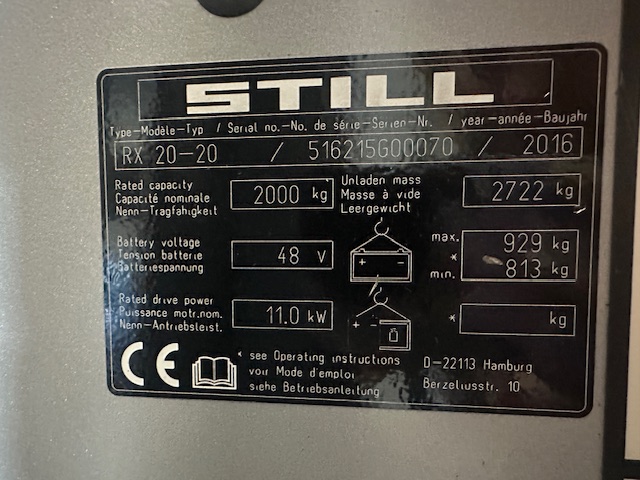 STILL
Type-Modèle-Typ / Serial no.-No. de série-Serien-Nr. / year-année-Baujahr
RX 20-20 / 516215G00070 / 2016
Rated capacity
Capacité nominale
Nenn-Tragfähigkeit
2000 kg
Unladen mass
Masse à vide
Leergewicht
2722 kg
Battery voltage
Tension batterie
Batteriespannung
48 V
+ -
max. 929 kg
*
min. 813 kg
Rated drive power
Puissance motr.nom.
Nenn-Antriebsleist.
11.0 kW
+ -
* kg
CE
* see Operating instructions
voir Mode d'emploi
siehe Betriebsanleitung
D-22113 Hamburg
Berzeliusstr. 10